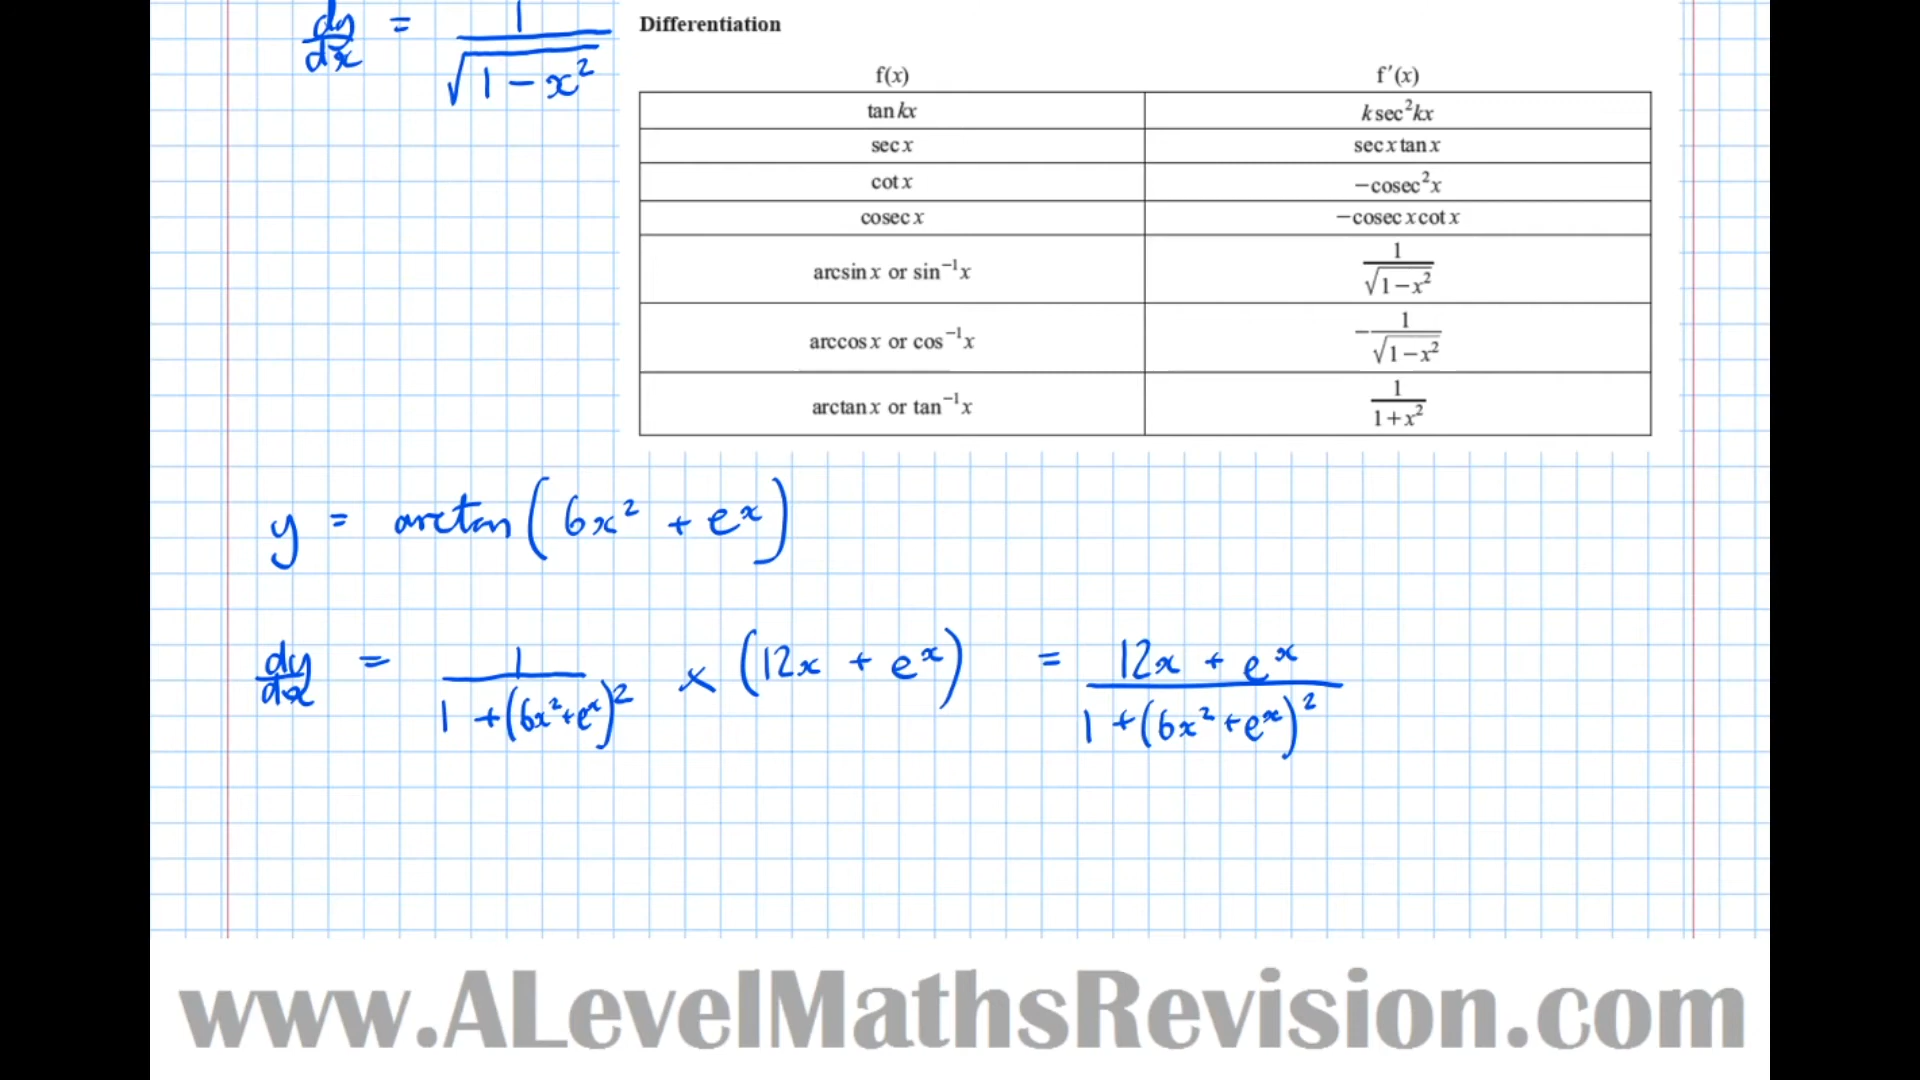 dy/dx = 1/√(1 − x²)
Differentiation
f(x) f′(x)
tan kx k sec²kx
sec x sec x tan x
cot x −cosec²x
cosec x −cosec x cot x
arcsin x or sin⁻¹x 1/√(1−x²)
arccos x or cos⁻¹x −1/√(1−x²)
arctan x or tan⁻¹x 1/(1+x²)
y = arctan(6x² + eˣ)
dy/dx = 1/(1 + (6x²+eˣ)²) × (12x + eˣ) = (12x + eˣ)/(1 + (6x²+eˣ)²)
www.ALevelMathsRevision.com